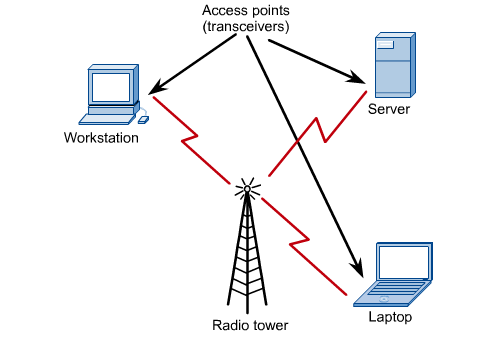 Access points
(transceivers)
Server
Workstation
Radio tower
Laptop